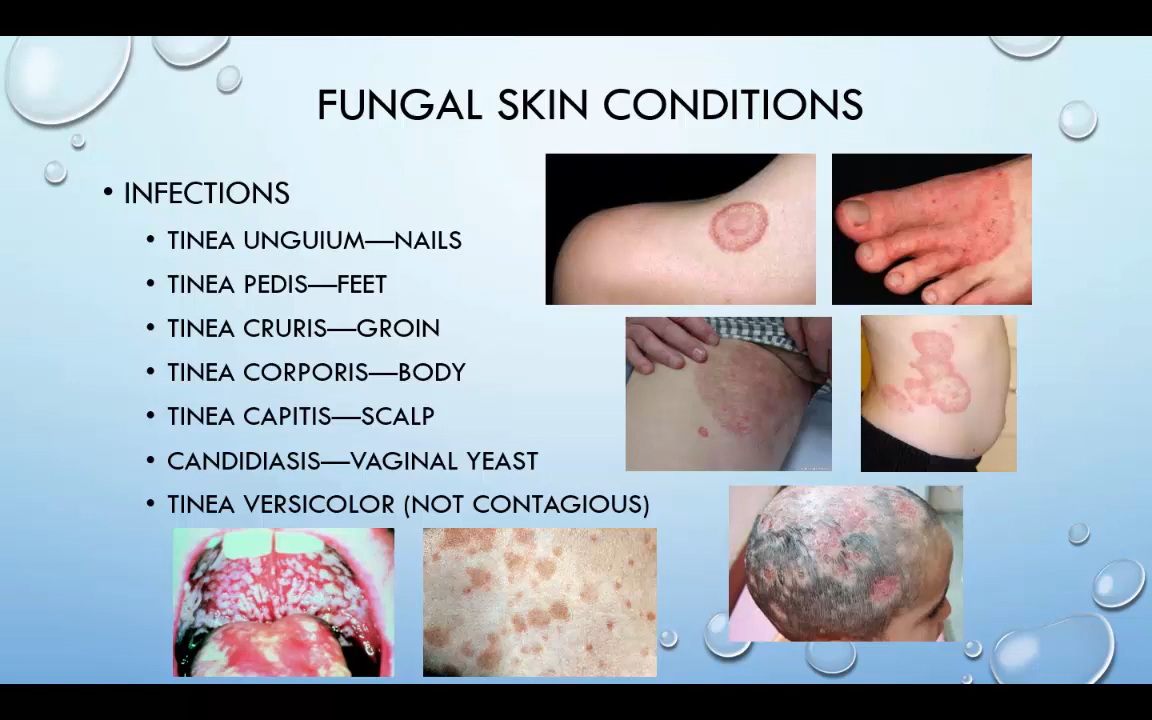 FUNGAL SKIN CONDITIONS
• INFECTIONS
• TINEA UNGUIUM—NAILS
• TINEA PEDIS—FEET
• TINEA CRURIS—GROIN
• TINEA CORPORIS—BODY
• TINEA CAPITIS—SCALP
• CANDIDIASIS—VAGINAL YEAST
• TINEA VERSICOLOR (NOT CONTAGIOUS)